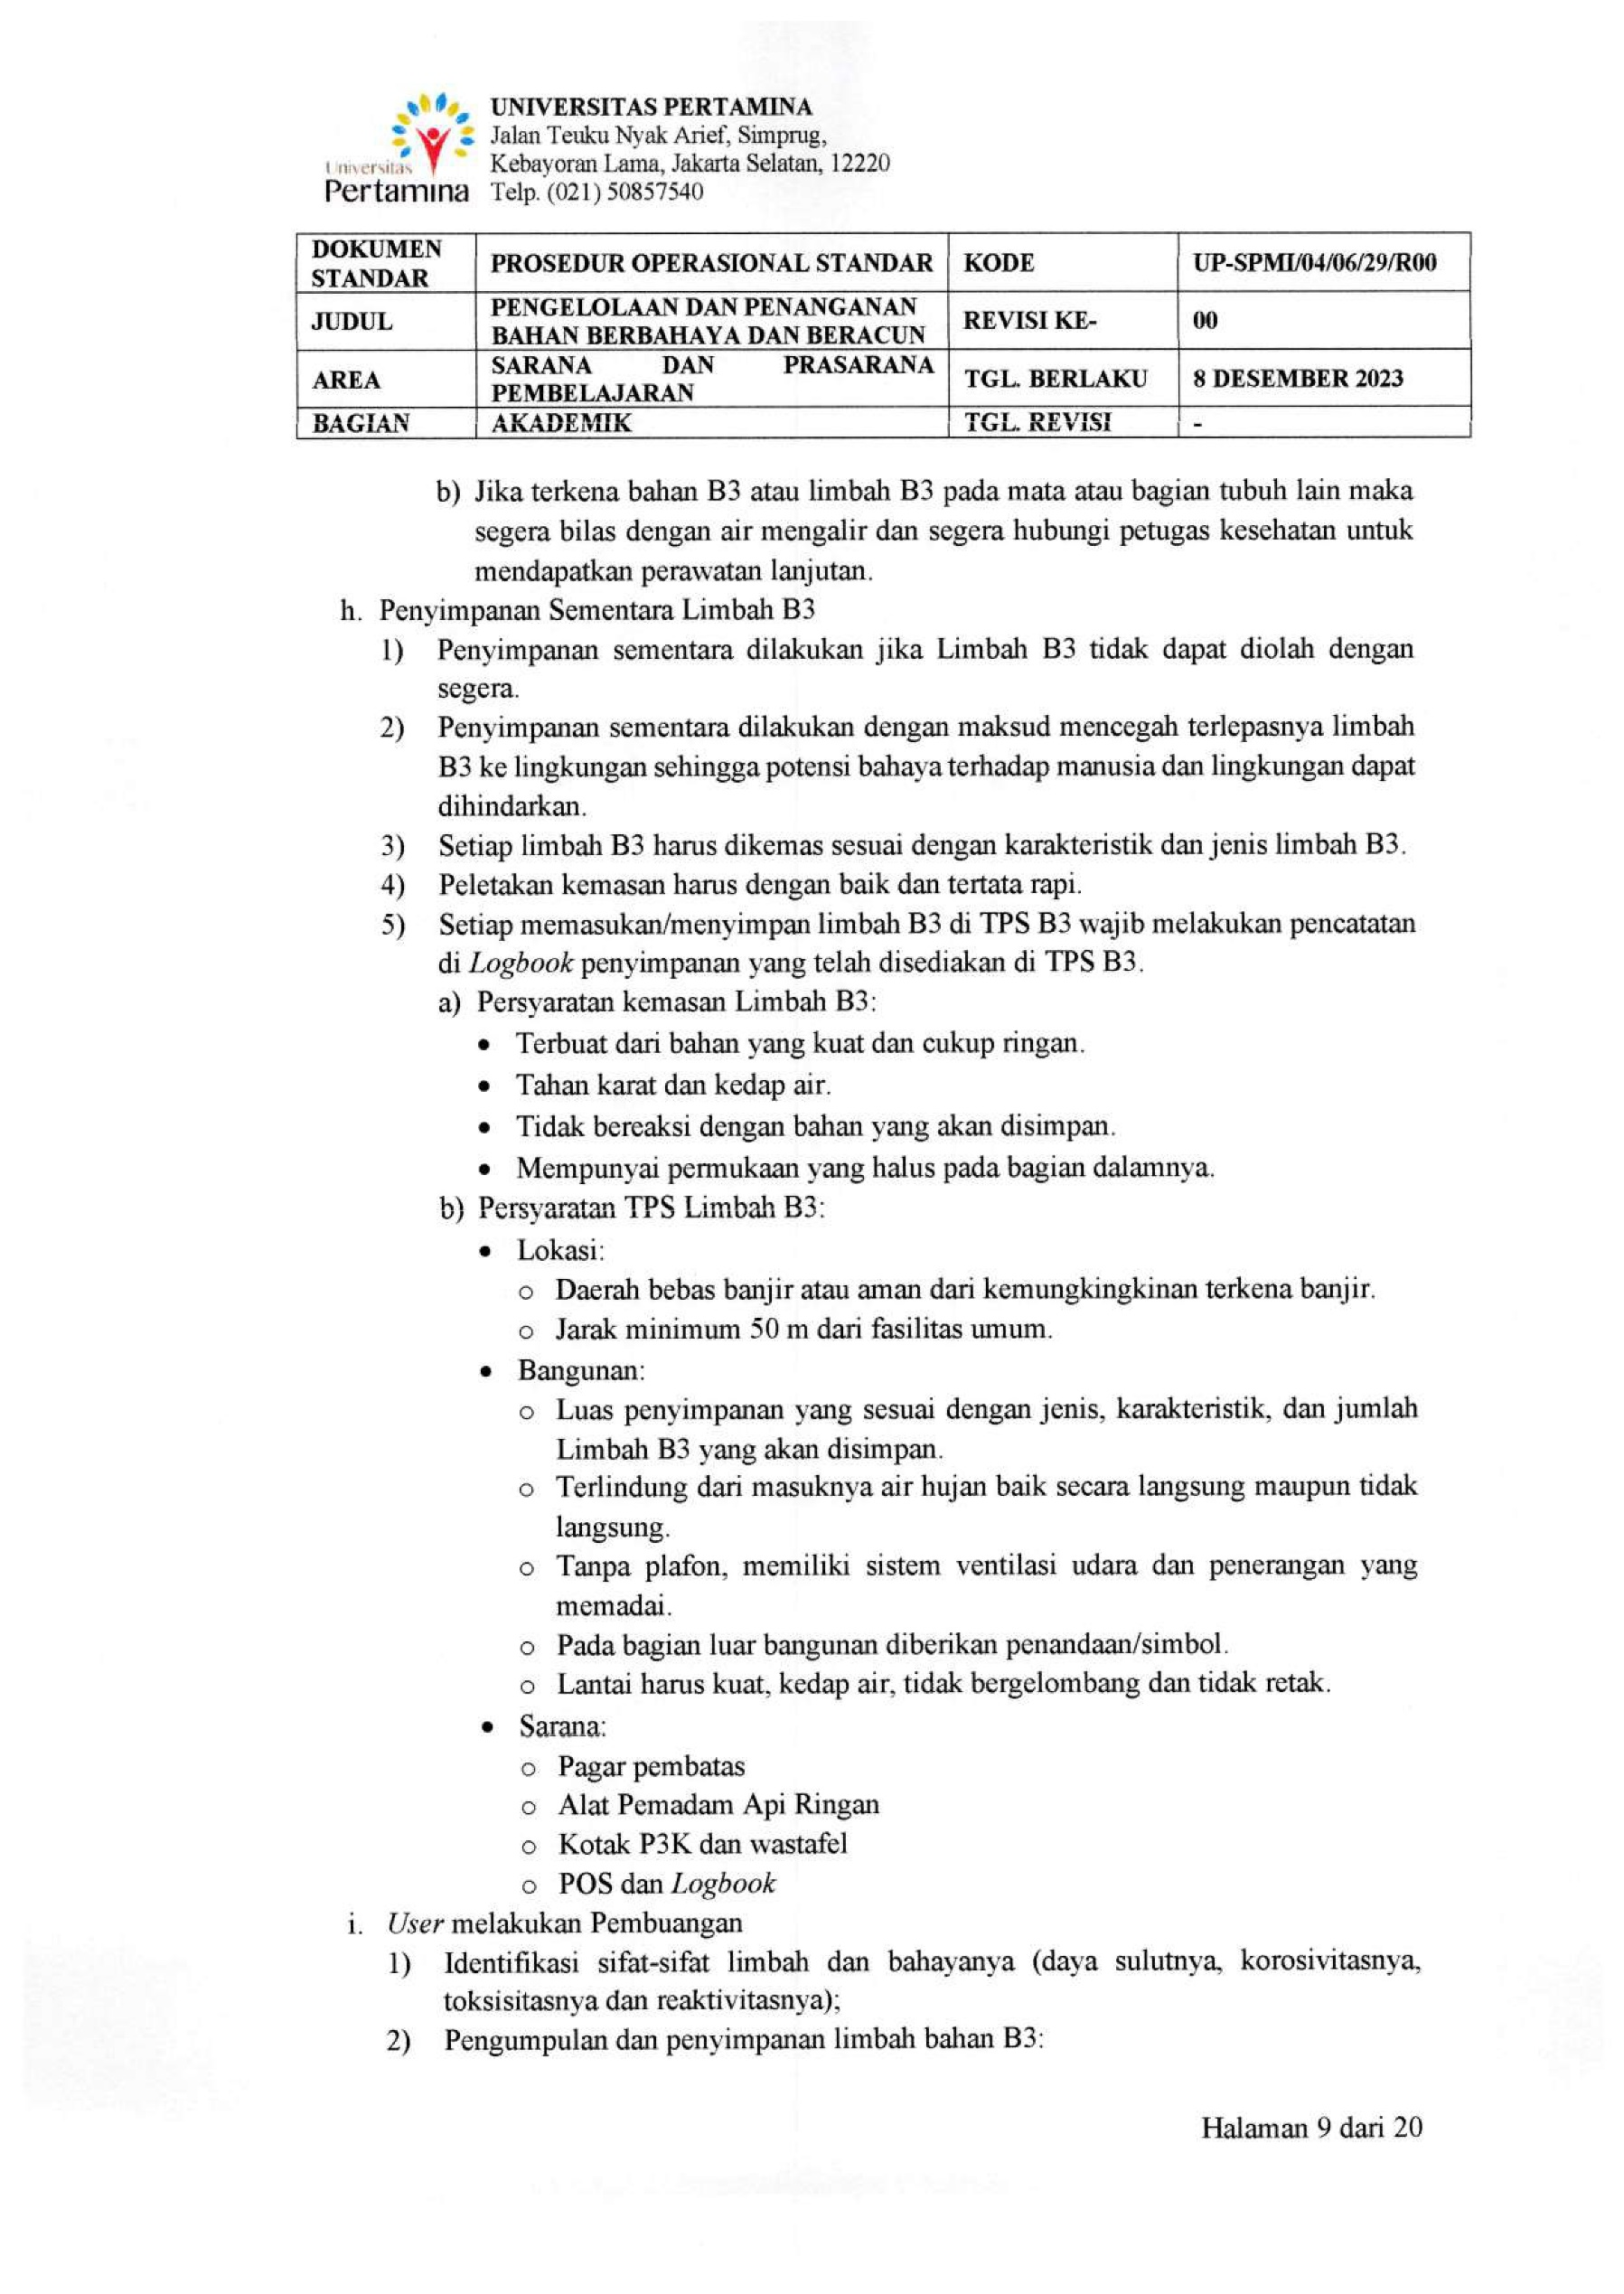 Universitas
Pertamina
UNIVERSITAS PERTAMINA
Jalan Teuku Nyak Arief, Simprug,
Kebayoran Lama, Jakarta Selatan, 12220
Telp. (021) 50857540
DOKUMEN STANDAR PROSEDUR OPERASIONAL STANDAR KODE UP-SPMI/04/06/29/R00
JUDUL PENGELOLAAN DAN PENANGANAN BAHAN BERBAHAYA DAN BERACUN REVISI KE- 00
AREA SARANA DAN PRASARANA PEMBELAJARAN TGL. BERLAKU 8 DESEMBER 2023
BAGIAN AKADEMIK TGL. REVISI -
b) Jika terkena bahan B3 atau limbah B3 pada mata atau bagian tubuh lain maka
segera bilas dengan air mengalir dan segera hubungi petugas kesehatan untuk
mendapatkan perawatan lanjutan.
h. Penyimpanan Sementara Limbah B3
1) Penyimpanan sementara dilakukan jika Limbah B3 tidak dapat diolah dengan
segera.
2) Penyimpanan sementara dilakukan dengan maksud mencegah terlepasnya limbah
B3 ke lingkungan sehingga potensi bahaya terhadap manusia dan lingkungan dapat
dihindarkan.
3) Setiap limbah B3 harus dikemas sesuai dengan karakteristik dan jenis limbah B3.
4) Peletakan kemasan harus dengan baik dan tertata rapi.
5) Setiap memasukan/menyimpan limbah B3 di TPS B3 wajib melakukan pencatatan
di Logbook penyimpanan yang telah disediakan di TPS B3.
a) Persyaratan kemasan Limbah B3:
• Terbuat dari bahan yang kuat dan cukup ringan.
• Tahan karat dan kedap air.
• Tidak bereaksi dengan bahan yang akan disimpan.
• Mempunyai permukaan yang halus pada bagian dalamnya.
b) Persyaratan TPS Limbah B3:
• Lokasi:
o Daerah bebas banjir atau aman dari kemungkingkinan terkena banjir.
o Jarak minimum 50 m dari fasilitas umum.
• Bangunan:
o Luas penyimpanan yang sesuai dengan jenis, karakteristik, dan jumlah
Limbah B3 yang akan disimpan.
o Terlindung dari masuknya air hujan baik secara langsung maupun tidak
langsung.
o Tanpa plafon, memiliki sistem ventilasi udara dan penerangan yang
memadai.
o Pada bagian luar bangunan diberikan penandaan/simbol.
o Lantai harus kuat, kedap air, tidak bergelombang dan tidak retak.
• Sarana:
o Pagar pembatas
o Alat Pemadam Api Ringan
o Kotak P3K dan wastafel
o POS dan Logbook
i. User melakukan Pembuangan
1) Identifikasi sifat-sifat limbah dan bahayanya (daya sulutnya, korosivitasnya,
toksisitasnya dan reaktivitasnya);
2) Pengumpulan dan penyimpanan limbah bahan B3:
Halaman 9 dari 20